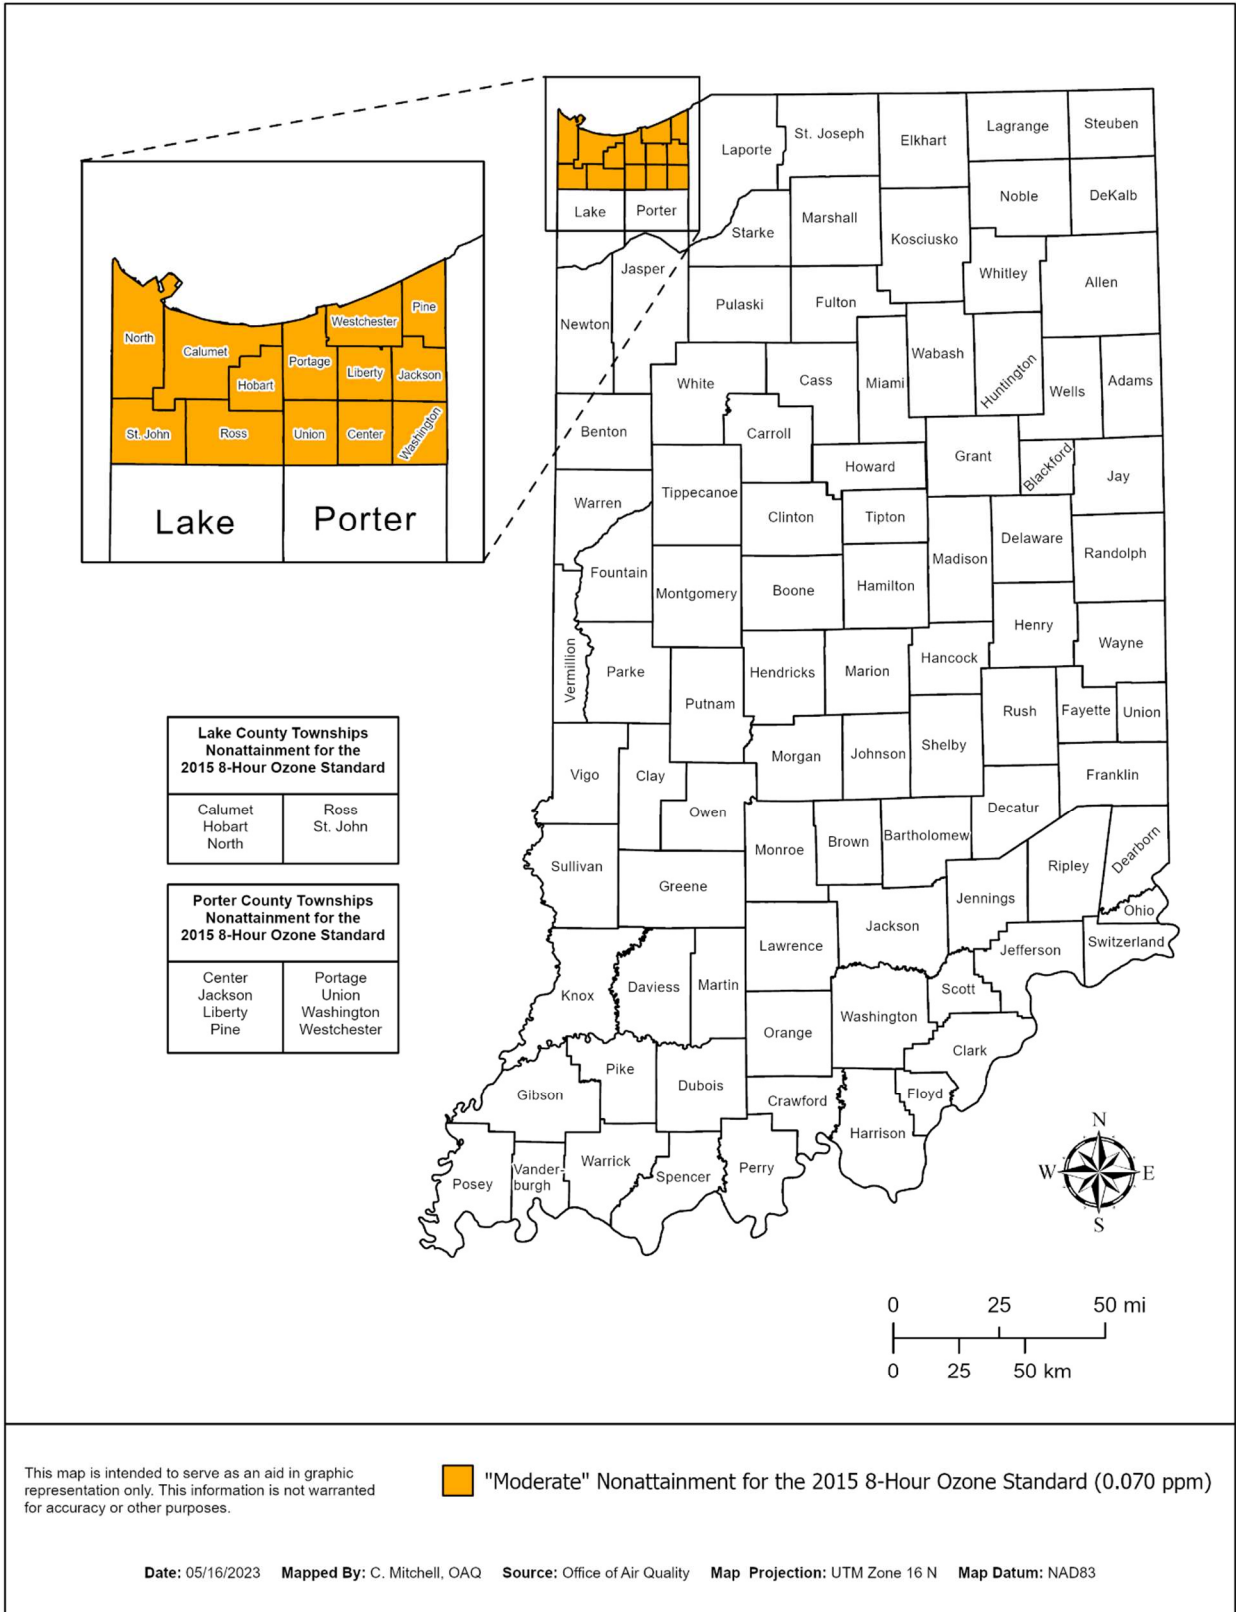 Laporte
St. Joseph
Elkhart
Lagrange
Steuben
Noble
DeKalb
Lake
Porter
Starke
Marshall
Kosciusko
Whitley
Allen
Jasper
Newton
Pulaski
Fulton
North
Calumet
Hobart
Portage
Westchester
Pine
Liberty
Jackson
St. John
Ross
Union
Center
Washington
Lake
Porter
White
Cass
Miami
Wabash
Huntington
Wells
Adams
Benton
Carroll
Howard
Grant
Blackford
Jay
Warren
Tippecanoe
Clinton
Tipton
Madison
Delaware
Randolph
Fountain
Montgomery
Boone
Hamilton
Henry
Wayne
Vermillion
Parke
Putnam
Hendricks
Marion
Hancock
Rush
Fayette
Union
Vigo
Clay
Morgan
Johnson
Shelby
Franklin
Owen
Decatur
Sullivan
Greene
Monroe
Brown
Bartholomew
Ripley
Dearborn
Jennings
Ohio
Knox
Daviess
Martin
Lawrence
Jackson
Jefferson
Switzerland
Scott
Orange
Washington
Clark
Gibson
Pike
Dubois
Crawford
Floyd
Harrison
Posey
Vander-
burgh
Warrick
Spencer
Perry
Lake County Townships
Nonattainment for the
2015 8-Hour Ozone Standard
Calumet
Hobart
North
Ross
St. John
Porter County Townships
Nonattainment for the
2015 8-Hour Ozone Standard
Center
Jackson
Liberty
Pine
Portage
Union
Washington
Westchester
N
W
E
S
0 25 50 mi
0 25 50 km
This map is intended to serve as an aid in graphic
representation only. This information is not warranted
for accuracy or other purposes.
"Moderate" Nonattainment for the 2015 8-Hour Ozone Standard (0.070 ppm)
Date: 05/16/2023 Mapped By: C. Mitchell, OAQ Source: Office of Air Quality Map Projection: UTM Zone 16 N Map Datum: NAD83